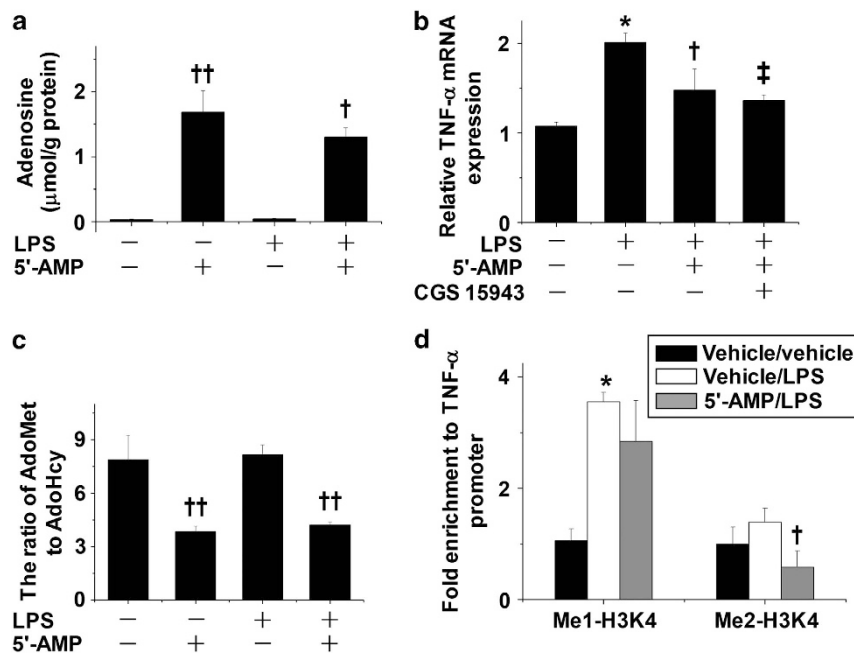 a
Adenosine
(μmol/g protein)
3
2
1
0
††
†
LPS — — + +
5'-AMP — + — +
b
Relative TNF-α mRNA
expression
2
1
0
*
†
‡
LPS — + + +
5'-AMP — — + +
CGS 15943 — — — +
c
The ratio of AdoMet
to AdoHcy
9
6
3
0
††
††
LPS — — + +
5'-AMP — + — +
d
Fold enrichment to TNF-α
promoter
4
2
0
Vehicle/vehicle
Vehicle/LPS
5'-AMP/LPS
*
†
Me1-H3K4 Me2-H3K4